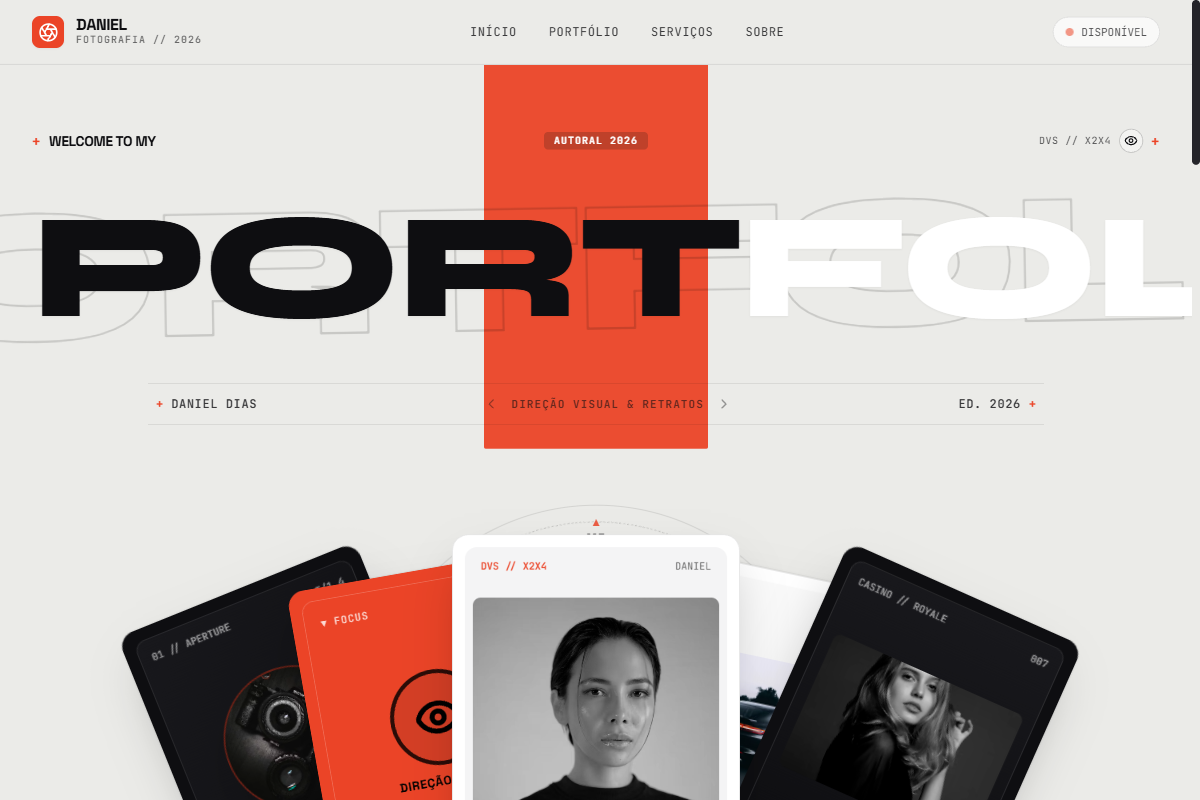 DANIEL
FOTOGRAFIA // 2026
INÍCIO
PORTFÓLIO
SERVIÇOS
SOBRE
DISPONÍVEL
+ WELCOME TO MY
AUTORAL 2026
DVS // X2X4 +
PORTFOL
+ DANIEL DIAS
< DIREÇÃO VISUAL & RETRATOS >
ED. 2026 +
01 // APERTURE
▼ FOCUS
DIREÇÃO
DVS // X2X4
DANIEL
CASINO // ROYALE
007